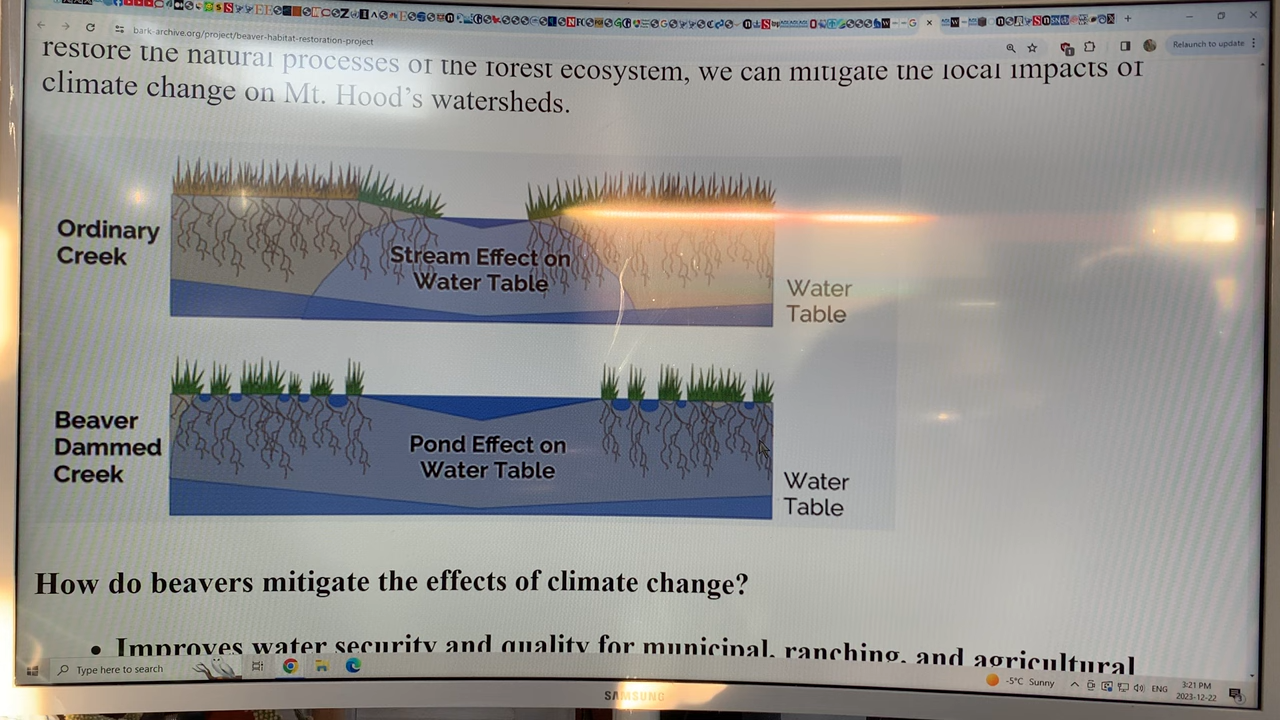 bark-archive.org/project/beaver-habitat-restoration-project
Relaunch to update
restore the natural processes of the forest ecosystem, we can mitigate the local impacts of
climate change on Mt. Hood's watersheds.
Ordinary
Creek
Stream Effect on
Water Table
Water
Table
Beaver
Dammed
Creek
Pond Effect on
Water Table
Water
Table
How do beavers mitigate the effects of climate change?
• Improves water security and quality for municipal, ranching, and agricultural
Type here to search
-5°C Sunny
ENG
3:21 PM
2023-12-22
SAMSUNG